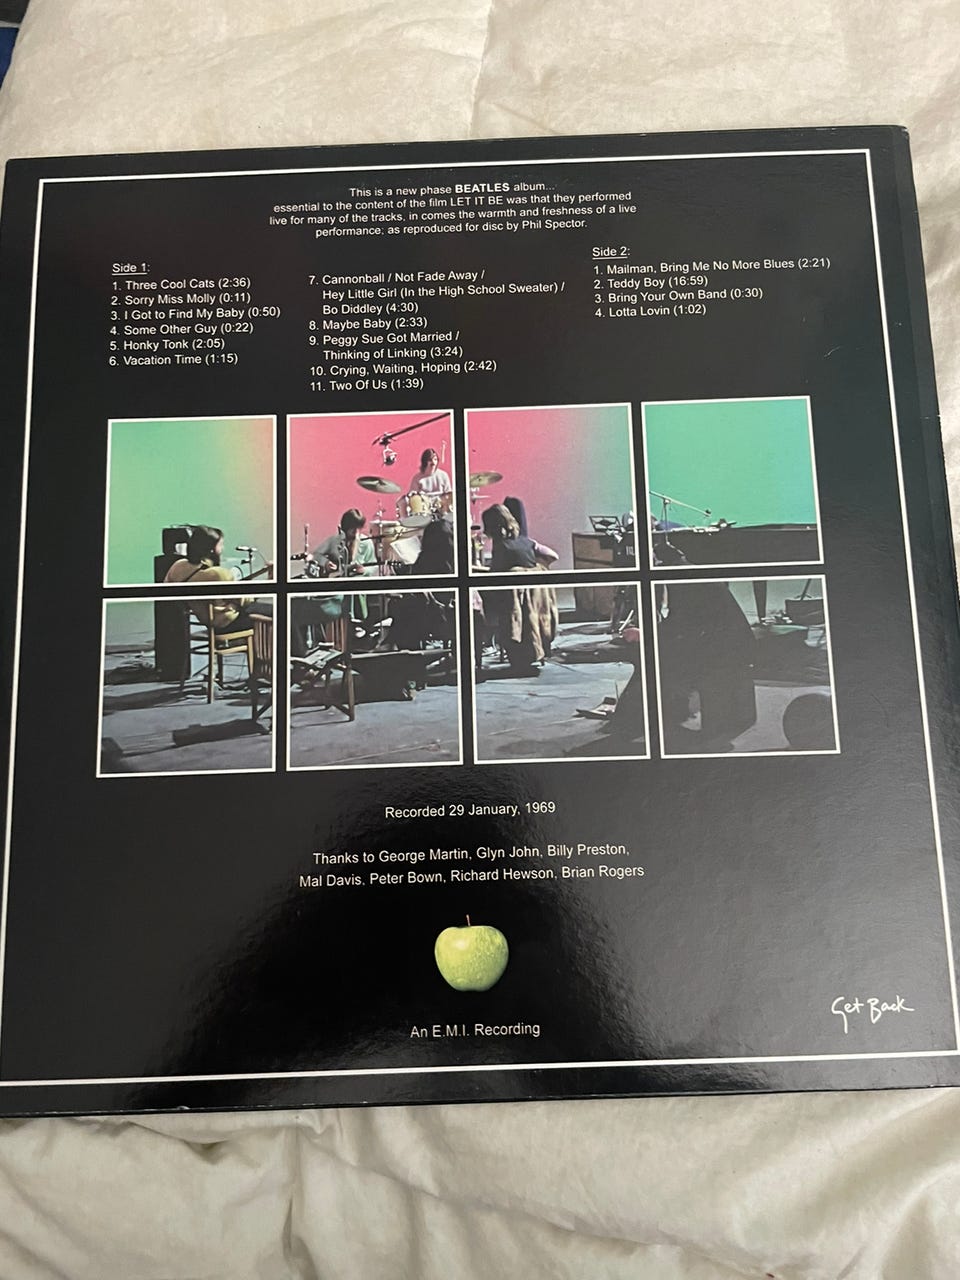 This is a new phase BEATLES album...
essential to the content of the film LET IT BE was that they performed
live for many of the tracks, in comes the warmth and freshness of a live
performance; as reproduced for disc by Phil Spector.
Side 1:
1. Three Cool Cats (2:36)
2. Sorry Miss Molly (0:11)
3. I Got to Find My Baby (0:50)
4. Some Other Guy (0:22)
5. Honky Tonk (2:05)
6. Vacation Time (1:15)
7. Cannonball / Not Fade Away /
Hey Little Girl (In the High School Sweater) /
Bo Diddley (4:30)
8. Maybe Baby (2:33)
9. Peggy Sue Got Married /
Thinking of Linking (3:24)
10. Crying, Waiting, Hoping (2:42)
11. Two Of Us (1:39)
Side 2:
1. Mailman, Bring Me No More Blues (2:21)
2. Teddy Boy (16:59)
3. Bring Your Own Band (0:30)
4. Lotta Lovin (1:02)
Recorded 29 January, 1969
Thanks to George Martin, Glyn John, Billy Preston,
Mal Davis, Peter Bown, Richard Hewson, Brian Rogers
An E.M.I. Recording
Get Back